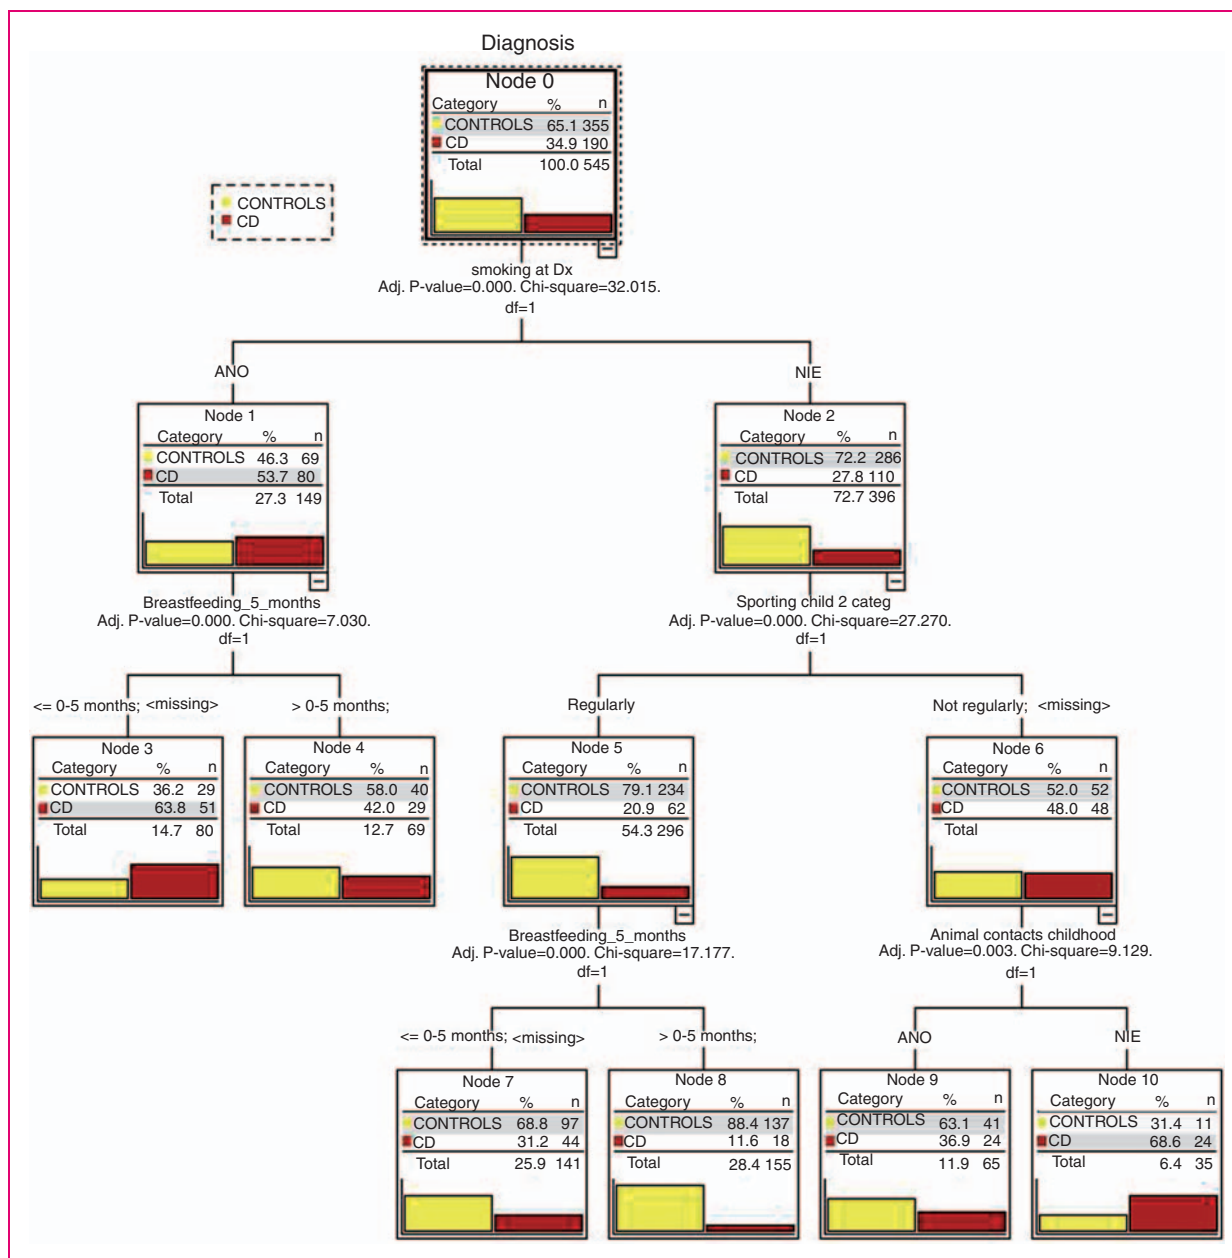 Diagnosis
Node 0
Category % n
CONTROLS 65.1 355
CD 34.9 190
Total 100.0 545
CONTROLS
CD
smoking at Dx
Adj. P-value=0.000. Chi-square=32.015.
df=1
ANO
NIE
Node 1
Category % n
CONTROLS 46.3 69
CD 53.7 80
Total 27.3 149
Node 2
Category % n
CONTROLS 72.2 286
CD 27.8 110
Total 72.7 396
Breastfeeding_5_months
Adj. P-value=0.000. Chi-square=7.030.
df=1
Sporting child 2 categ
Adj. P-value=0.000. Chi-square=27.270.
df=1
<= 0-5 months; <missing>
> 0-5 months;
Regularly
Not regularly; <missing>
Node 3
Category % n
CONTROLS 36.2 29
CD 63.8 51
Total 14.7 80
Node 4
Category % n
CONTROLS 58.0 40
CD 42.0 29
Total 12.7 69
Node 5
Category % n
CONTROLS 79.1 234
CD 20.9 62
Total 54.3 296
Node 6
Category % n
CONTROLS 52.0 52
CD 48.0 48
Total
Breastfeeding_5_months
Adj. P-value=0.000. Chi-square=17.177.
df=1
Animal contacts childhood
Adj. P-value=0.003. Chi-square=9.129.
df=1
<= 0-5 months; <missing>
> 0-5 months;
ANO
NIE
Node 7
Category % n
CONTROLS 68.8 97
CD 31.2 44
Total 25.9 141
Node 8
Category % n
CONTROLS 88.4 137
CD 11.6 18
Total 28.4 155
Node 9
Category % n
CONTROLS 63.1 41
CD 36.9 24
Total 11.9 65
Node 10
Category % n
CONTROLS 31.4 11
CD 68.6 24
Total 6.4 35